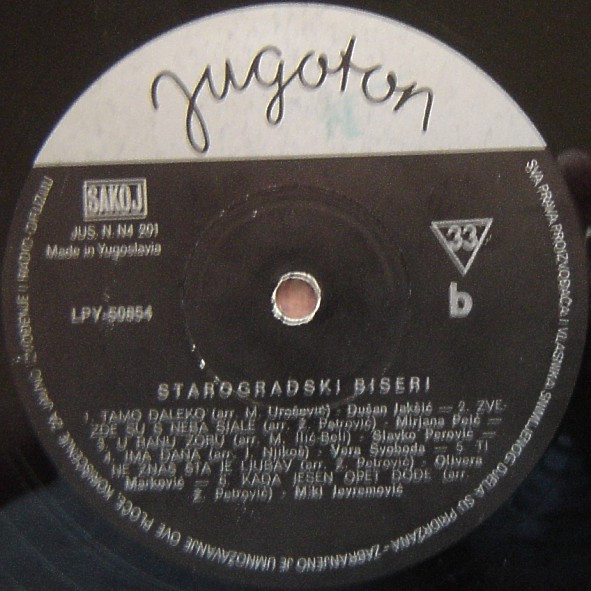 jugoton
SAKOJ
JUS. N. N4 201
Made in Yugoslavia
33
LPY-50854
b
STAROGRADSKI BISERI
1. TAMO DALEKO (arr. M. Urošević) · Dušan Jakšić — 2. ZVE-
ZDE SU S NEBA SJALE (arr. Ž. Petrović) · Mirjana Peić —
3. U RANU ZORU (arr. M. Ilić-Beli) · Slavko Perović —
4. IMA DANA (arr. J. Njikoš) · Vera Svoboda — 5. TI
NE ZNAŠ ŠTA JE LJUBAV (arr. Ž. Petrović) · Olivera
Marković — KADA JESEN OPET DOĐE (arr.
Ž. Petrović) · Miki Jevremović
SVA PRAVA PROIZVOĐAČA I VLASNIKA SNIMLJENOG DJELA SU PRIDRŽANA - ZABRANJENO JE UMNOŽAVANJE OVE PLOČE, KORIŠĆENJE ZA JAVNO IZVOĐENJE I RADIO-DIFUZIJU